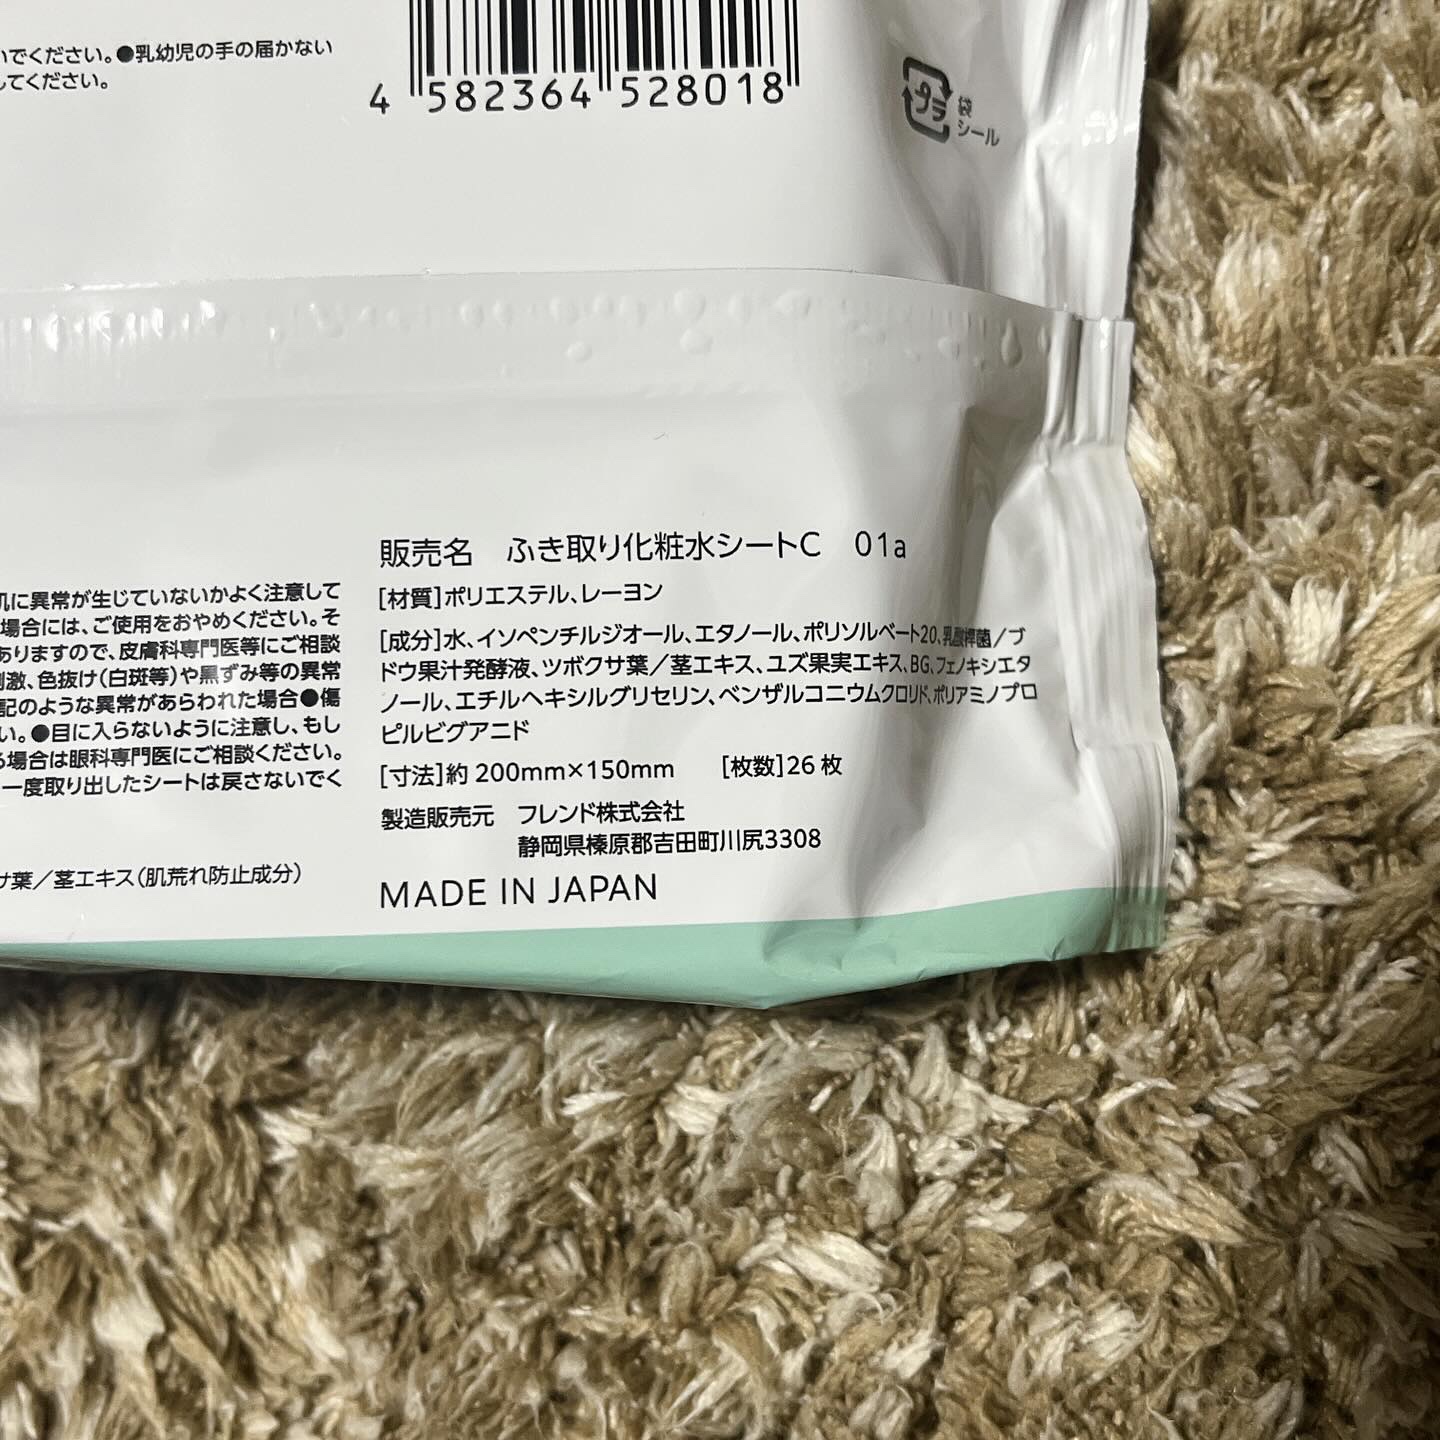 いでください。●乳幼児の手の届かない
してください。
4 582364 528018
プラ
袋
シール
肌に異常が生じていないかよく注意して
場合には、ご使用をおやめください。そ
ありますので、皮膚科専門医等にご相談
刺激、色抜け(白斑等)や黒ずみ等の異常
記のような異常があらわれた場合●傷
い。●目に入らないように注意し、もし
る場合は眼科専門医にご相談ください。
一度取り出したシートは戻さないでく
サ葉/茎エキス(肌荒れ防止成分)
販売名 ふき取り化粧水シートC 01a
[材質]ポリエステル、レーヨン
[成分]水、イソペンチルジオール、エタノール、ポリソルベート20、乳酸桿菌/ブ
ドウ果汁発酵液、ツボクサ葉/茎エキス、ユズ果実エキス、BG、フェノキシエタ
ノール、エチルヘキシルグリセリン、ベンザルコニウムクロリド、ポリアミノプロ
ピルビグアニド
[寸法]約 200mm×150mm [枚数]26 枚
製造販売元 フレンド株式会社
静岡県榛原郡吉田町川尻3308
MADE IN JAPAN